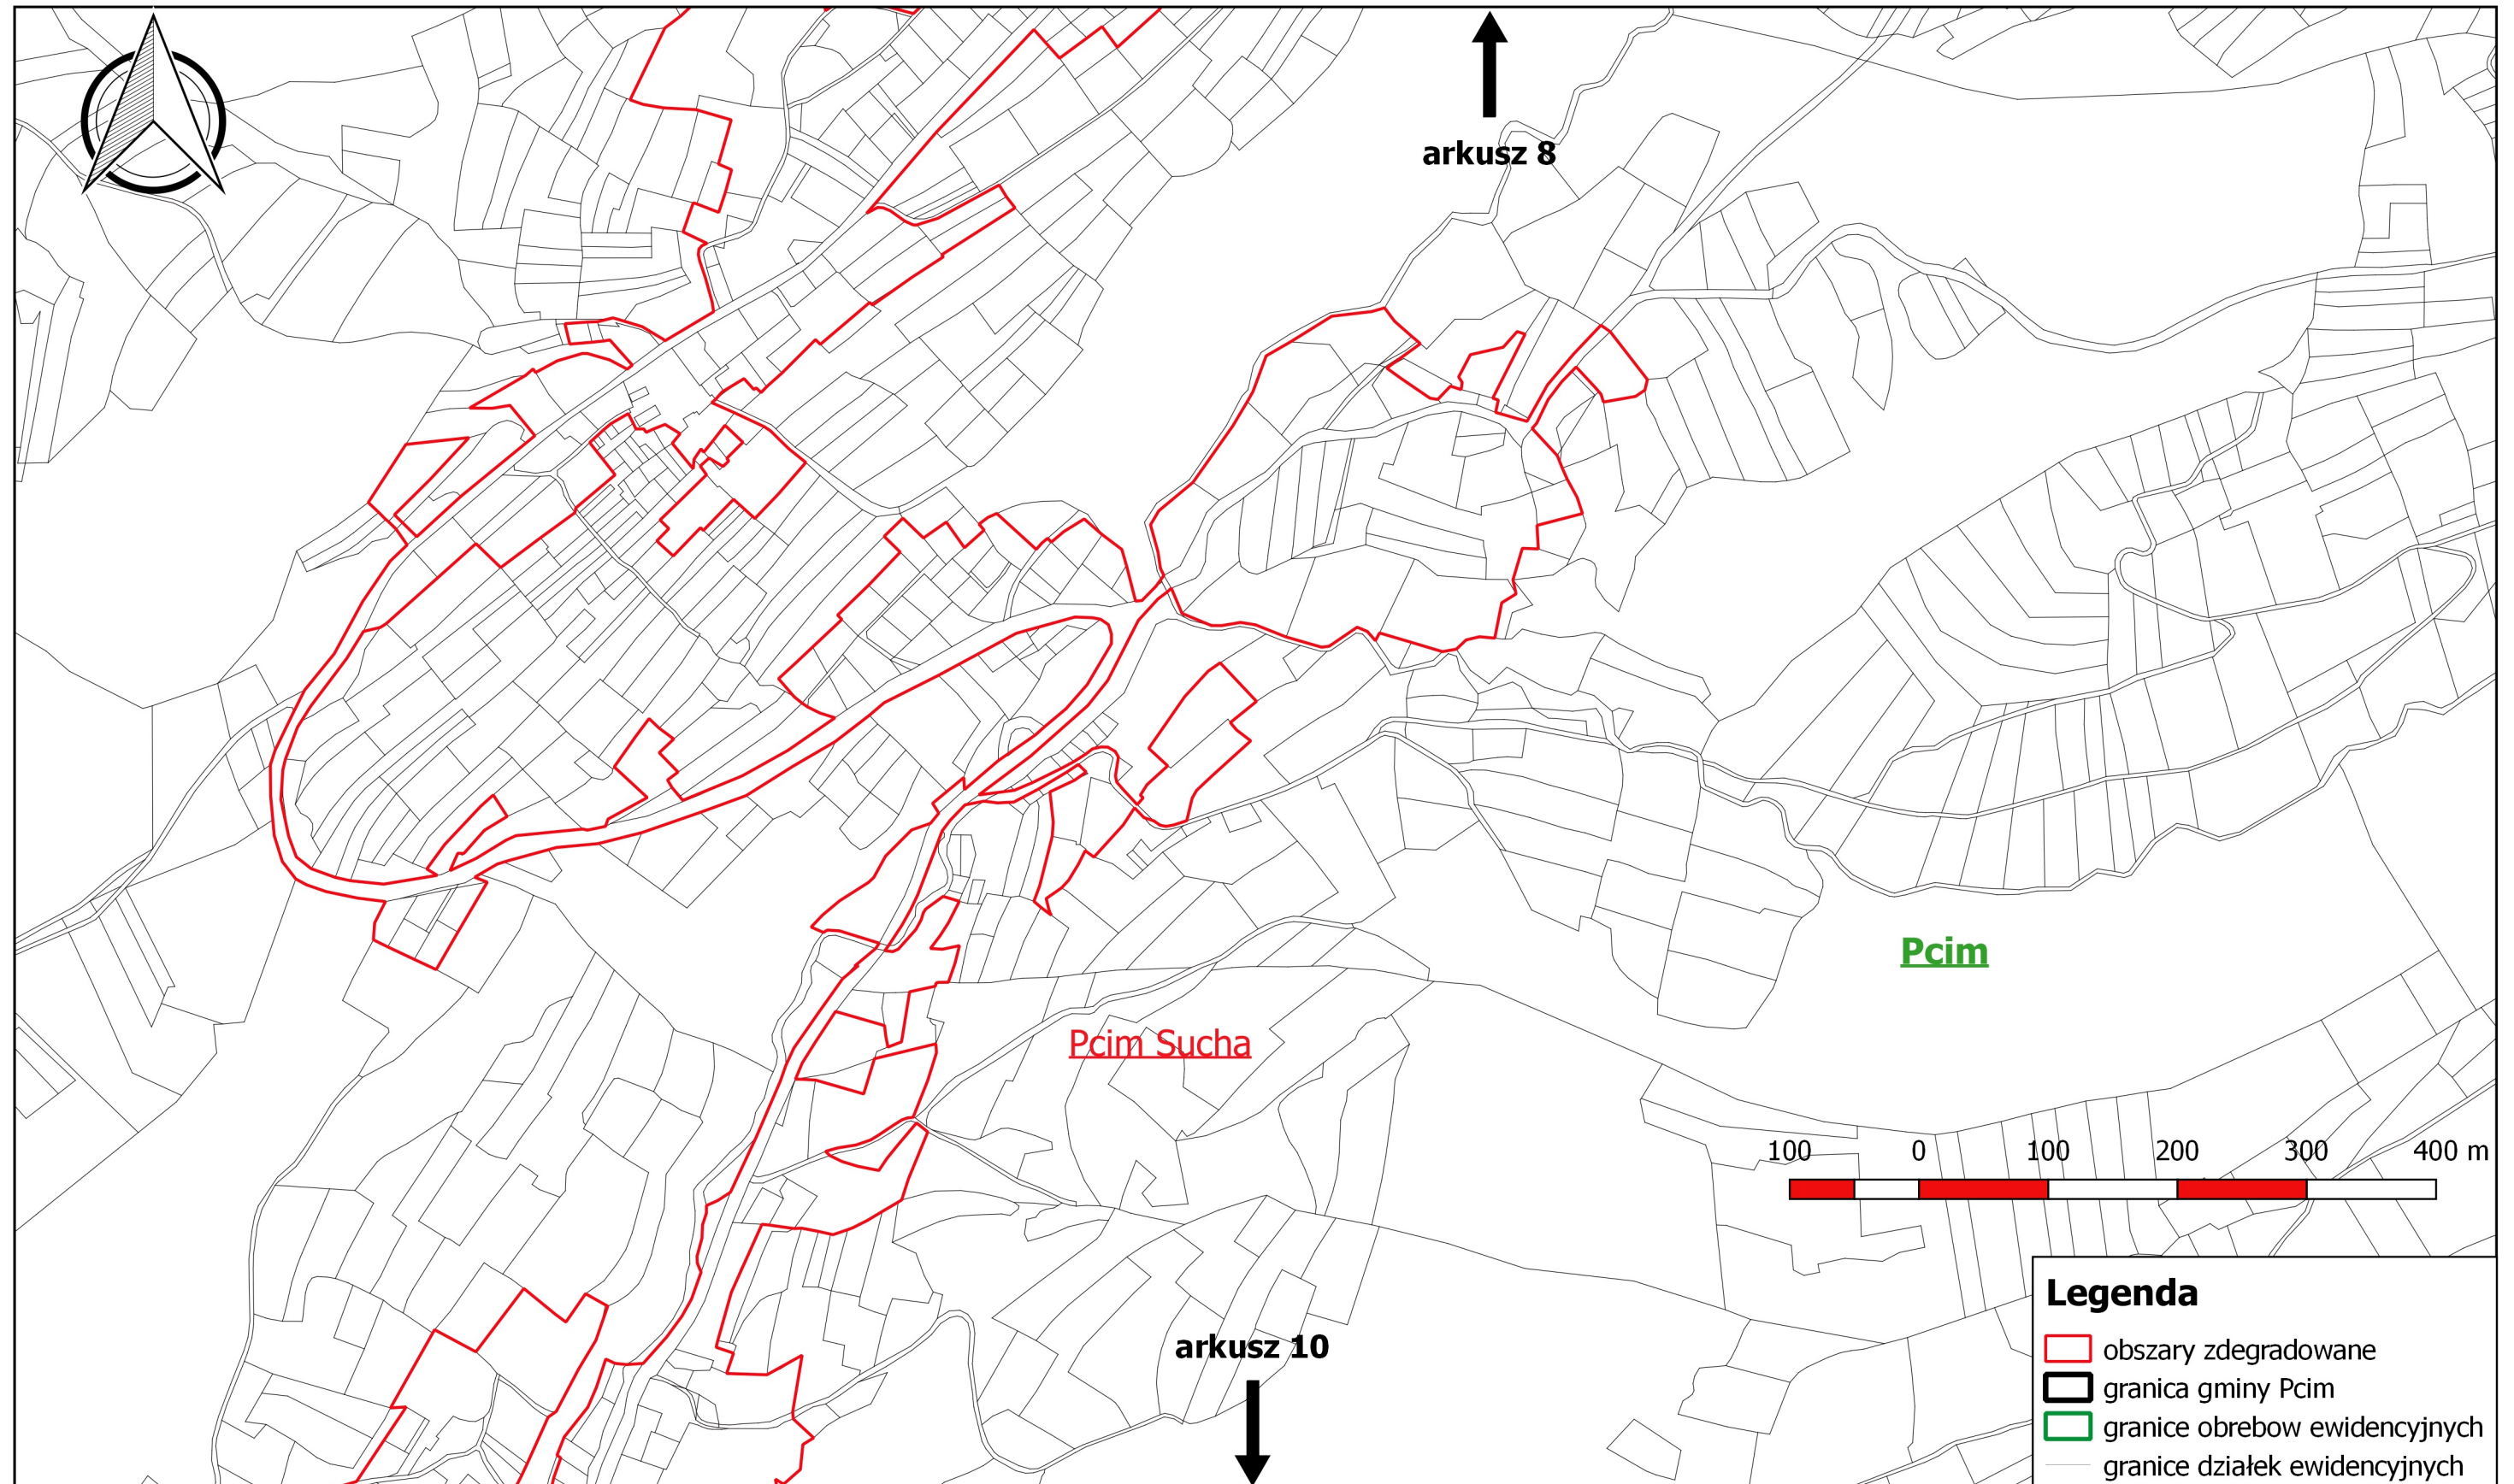 arkusz 8
Pcim
Pcim Sucha
100 0 100 200 300 400 m
arkusz 10
Legenda
obszary zdegradowane
granica gminy Pcim
granice obrebow ewidencyjnych
granice działek ewidencyjnych